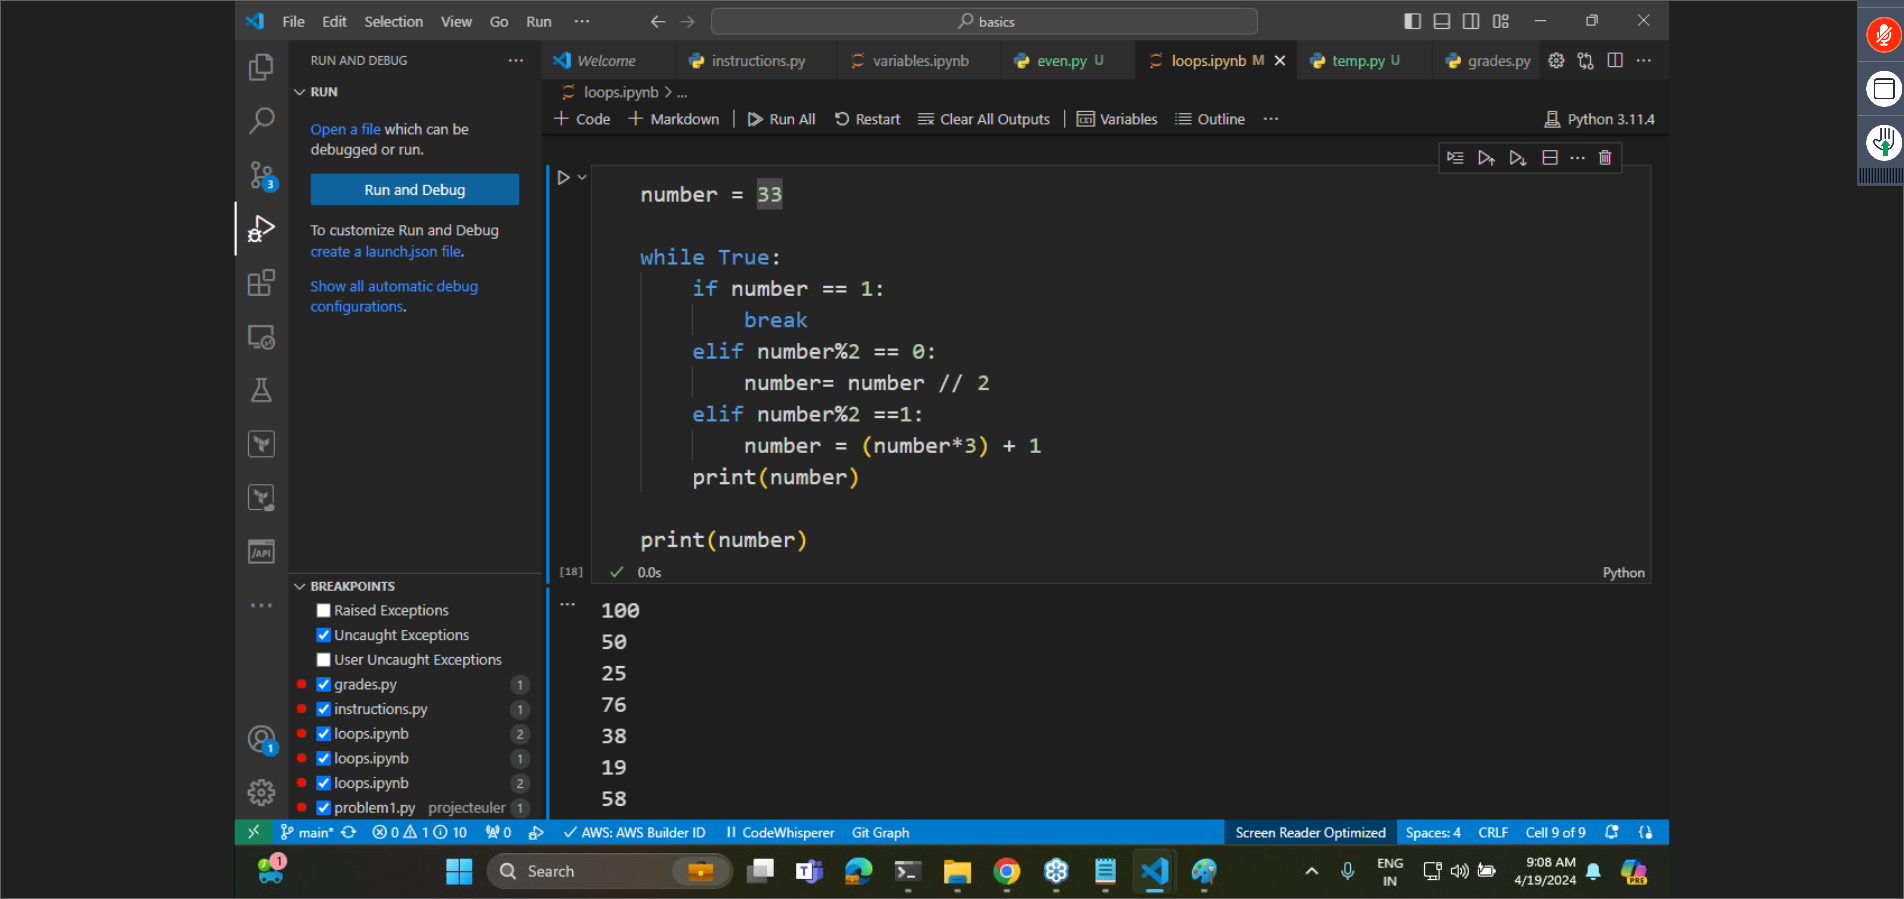 File Edit Selection View Go Run ···
basics
RUN AND DEBUG ···
Welcome instructions.py variables.ipynb even.py U loops.ipynb M temp.py U grades.py ···
RUN
loops.ipynb > ...
Code Markdown Run All Restart Clear All Outputs Variables Outline ··· Python 3.11.4
Open a file which can be
debugged or run.
Run and Debug
To customize Run and Debug
create a launch.json file.
Show all automatic debug
configurations.
3
number = 33
while True:
if number == 1:
break
elif number%2 == 0:
number= number // 2
elif number%2 ==1:
number = (number*3) + 1
print(number)
print(number)
[18] 0.0s Python
/API
100
50
25
76
38
19
58
BREAKPOINTS
Raised Exceptions
Uncaught Exceptions
User Uncaught Exceptions
grades.py 1
instructions.py 1
loops.ipynb 2
loops.ipynb 1
loops.ipynb 2
problem1.py projecteuler 1
1
main* 0 1 10 0 AWS: AWS Builder ID CodeWhisperer Git Graph Screen Reader Optimized Spaces: 4 CRLF Cell 9 of 9
1
Search
ENG
IN
9:08 AM
4/19/2024
PRE